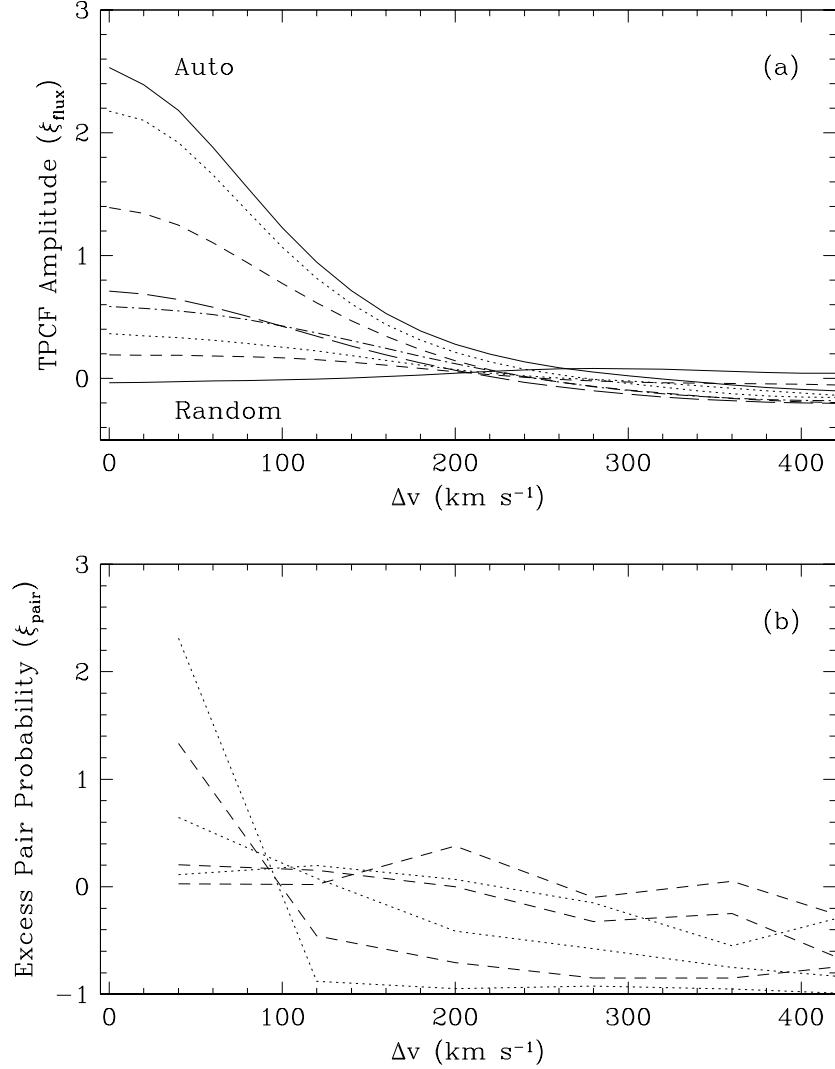 3
2
1
0
TPCF Amplitude (ξflux)
Auto
(a)
Random
0 100 200 300 400
Δv (km s⁻¹)
3
2
1
0
−1
Excess Pair Probability (ξpair)
(b)
0 100 200 300 400
Δv (km s⁻¹)